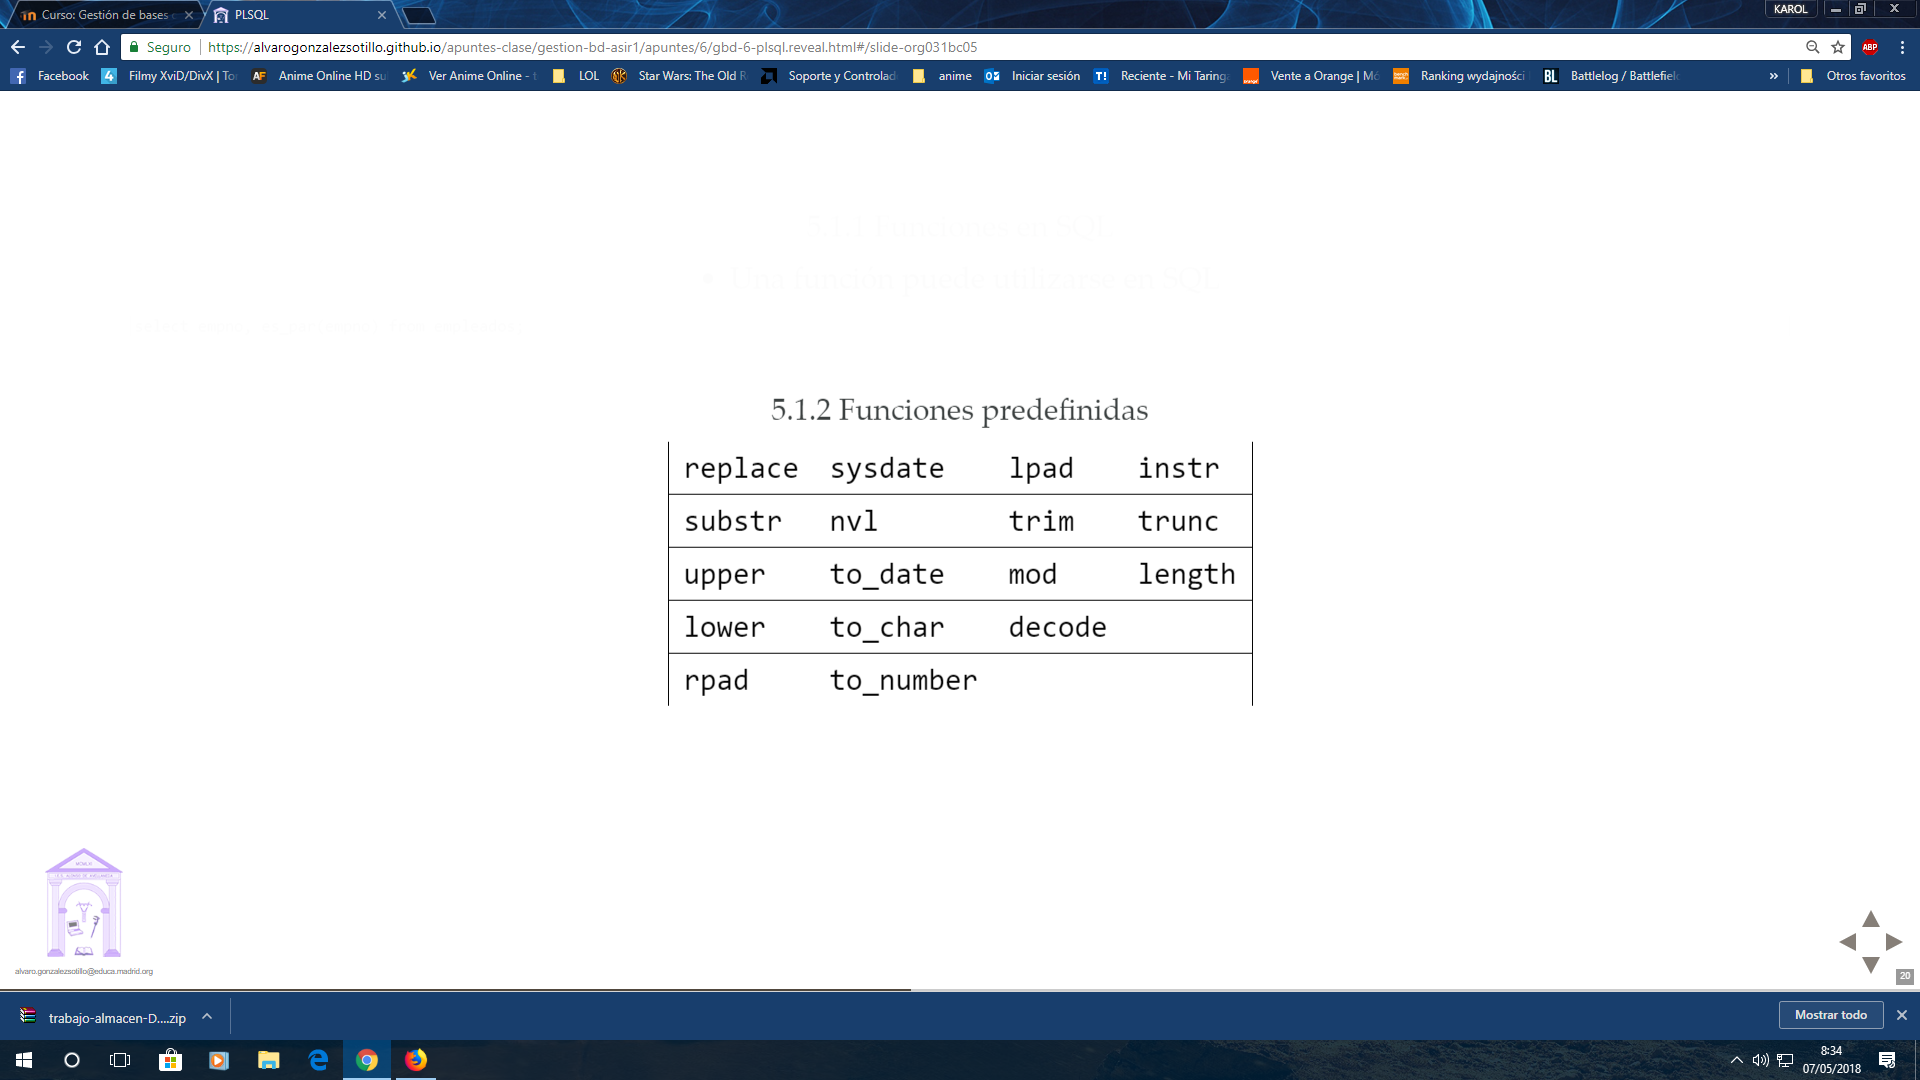 Curso: Gestión de bases
PLSQL
KAROL
Seguro
https://alvarogonzalezsotillo.github.io/apuntes-clase/gestion-bd-asir1/apuntes/6/gbd-6-plsql.reveal.html#/slide-org031bc05
ABP
Facebook
Filmy XviD/DivX | To
Anime Online HD su
Ver Anime Online -
LOL
Star Wars: The Old R
Soporte y Controlad
anime
Iniciar sesión
Reciente - Mi Taringa
Vente a Orange | Mó
Ranking wydajności
Battlelog / Battlefiel
»
Otros favoritos
5.1.1 Funciones en SQL
Una función puede utilizarse en SQL
5.1.2 Funciones predefinidas
replace sysdate lpad instr
substr nvl trim trunc
upper to_date mod length
lower to_char decode
rpad to_number
alvaro.gonzalezsotillo@educa.madrid.org
20
trabajo-almacen-D....zip
Mostrar todo
8:34
07/05/2018